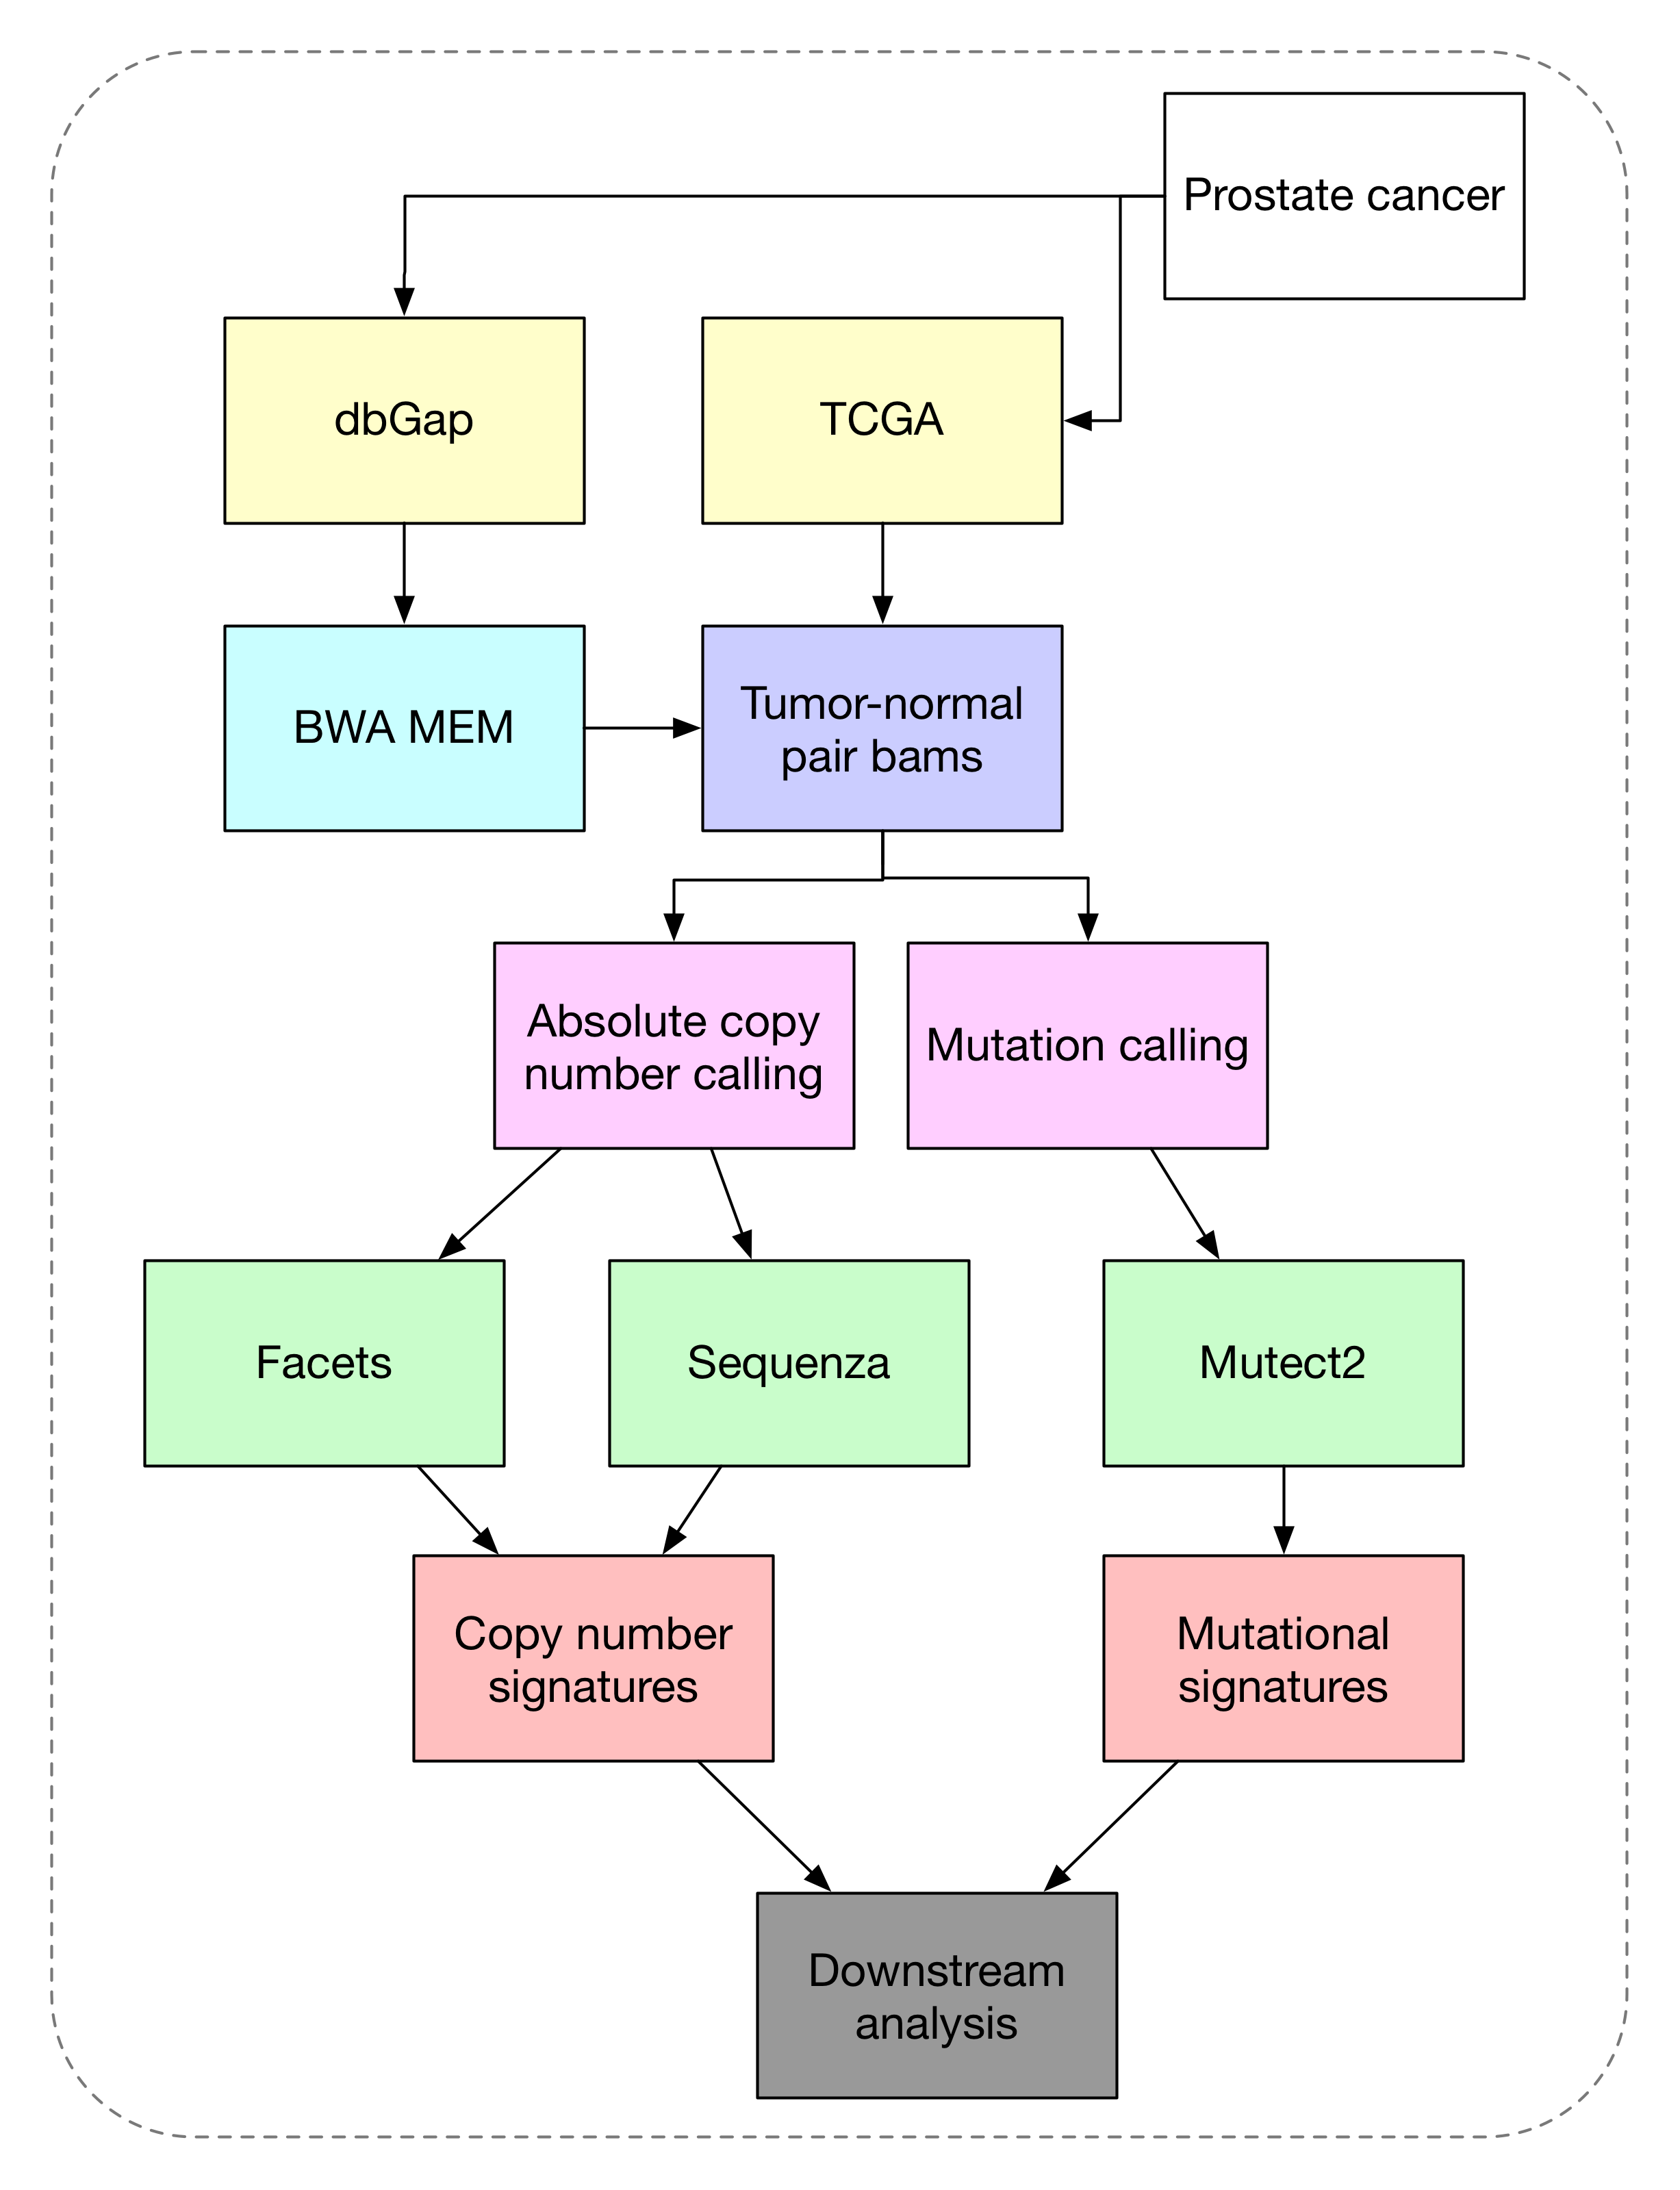 Prostate cancer
dbGap
TCGA
BWA MEM
Tumor-normal
pair bams
Absolute copy
number calling
Mutation calling
Facets
Sequenza
Mutect2
Copy number
signatures
Mutational
signatures
Downstream
analysis